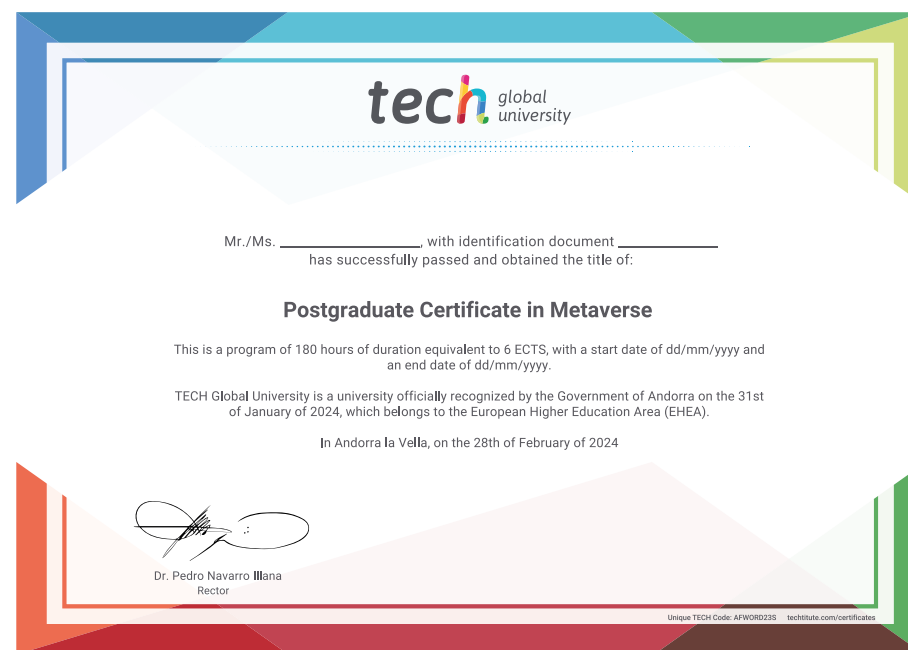 tech global
university
Mr./Ms. ____________, with identification document ____________
has successfully passed and obtained the title of:
Postgraduate Certificate in Metaverse
This is a program of 180 hours of duration equivalent to 6 ECTS, with a start date of dd/mm/yyyy and
an end date of dd/mm/yyyy.
TECH Global University is a university officially recognized by the Government of Andorra on the 31st
of January of 2024, which belongs to the European Higher Education Area (EHEA).
In Andorra la Vella, on the 28th of February of 2024
Dr. Pedro Navarro Illana
Rector
Unique TECH Code: AFWORD23S techtitute.com/certificates